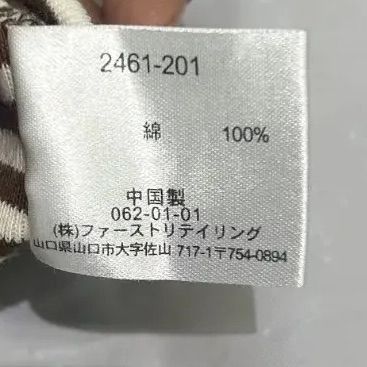 2461-201
綿 100%
中国製
062-01-01
(株)ファーストリテイリング
山口県山口市大字佐山 717-1〒754-0894